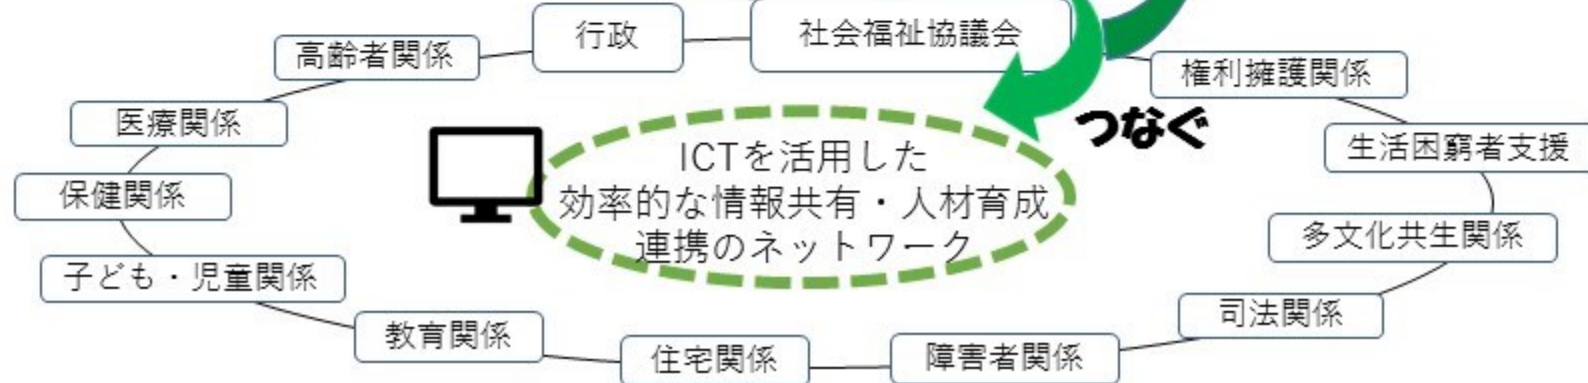 行政
社会福祉協議会
高齢者関係
権利擁護関係
医療関係
つなぐ
生活困窮者支援
ICTを活用した
効率的な情報共有・人材育成
連携のネットワーク
保健関係
多文化共生関係
子ども・児童関係
司法関係
教育関係
住宅関係
障害者関係